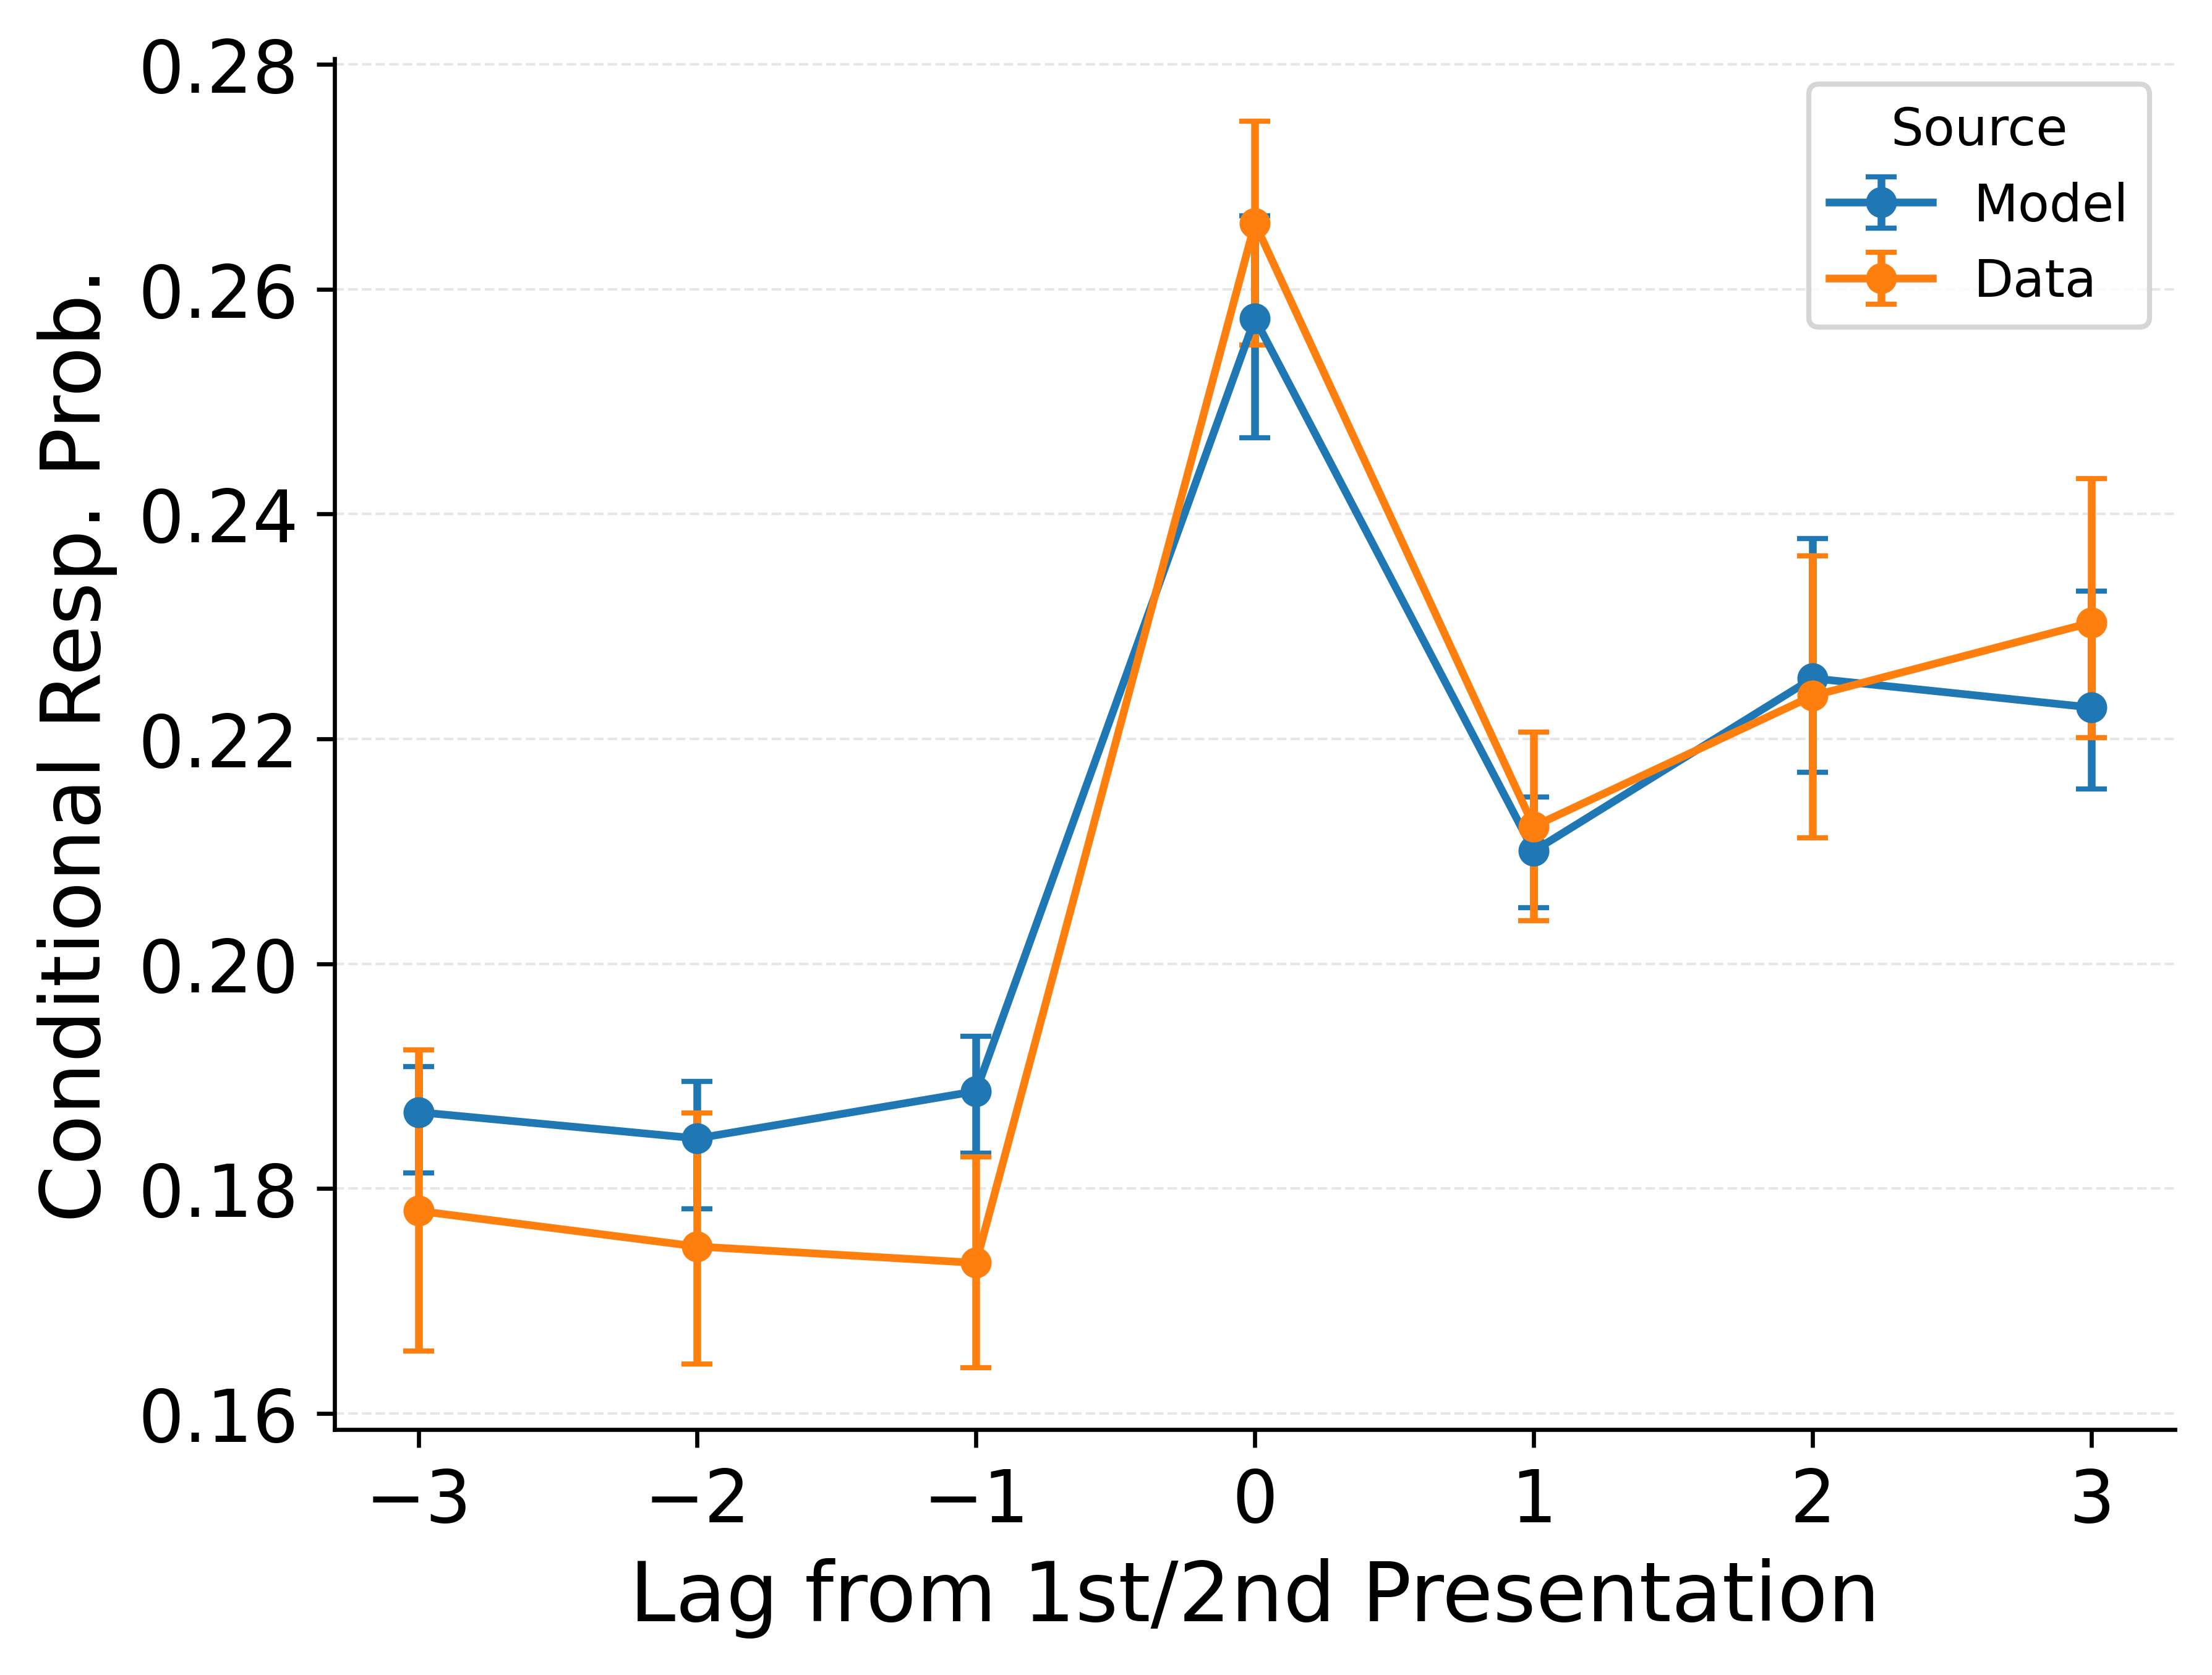 0.28
0.26
0.24
0.22
0.20
0.18
0.16
Conditional Resp. Prob.
Source
Model
Data
−3 −2 −1 0 1 2 3
Lag from 1st/2nd Presentation